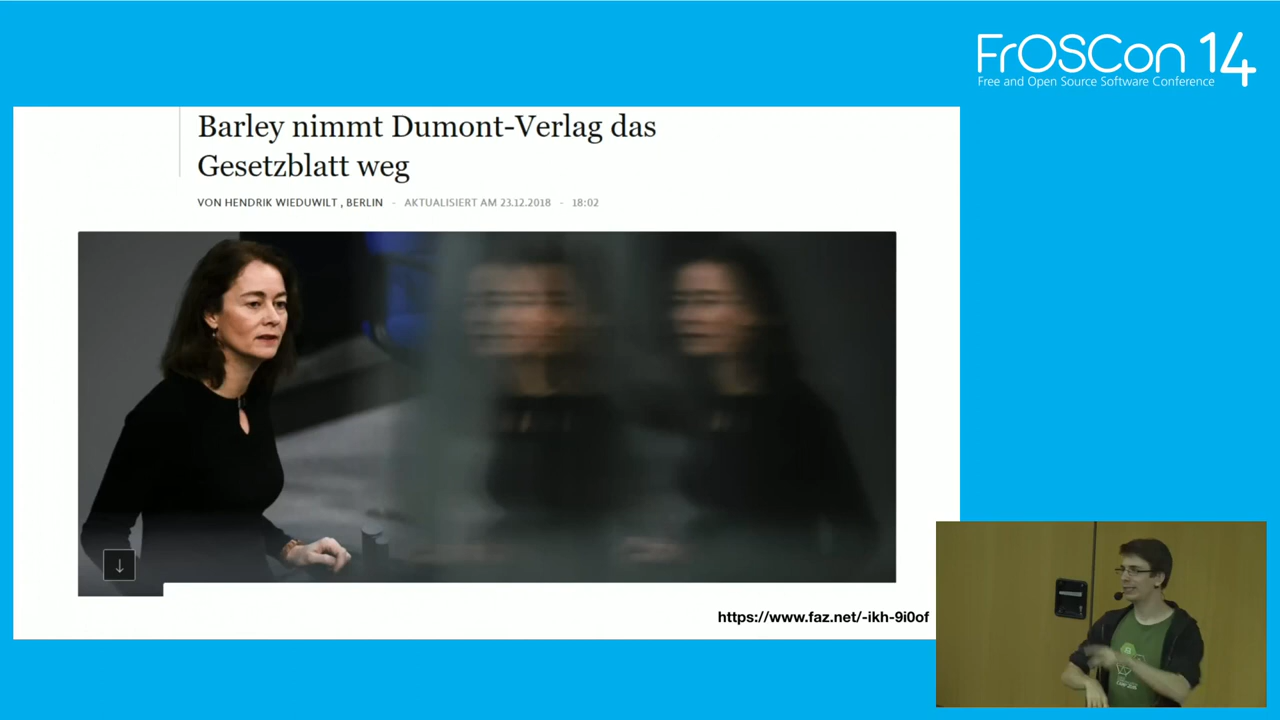 FrOSCon 14
Free and Open Source Software Conference
Barley nimmt Dumont-Verlag das
Gesetzblatt weg
VON HENDRIK WIEDUWILT , BERLIN - AKTUALISIERT AM 23.12.2018 - 18:02
https://www.faz.net/-ikh-9i0of